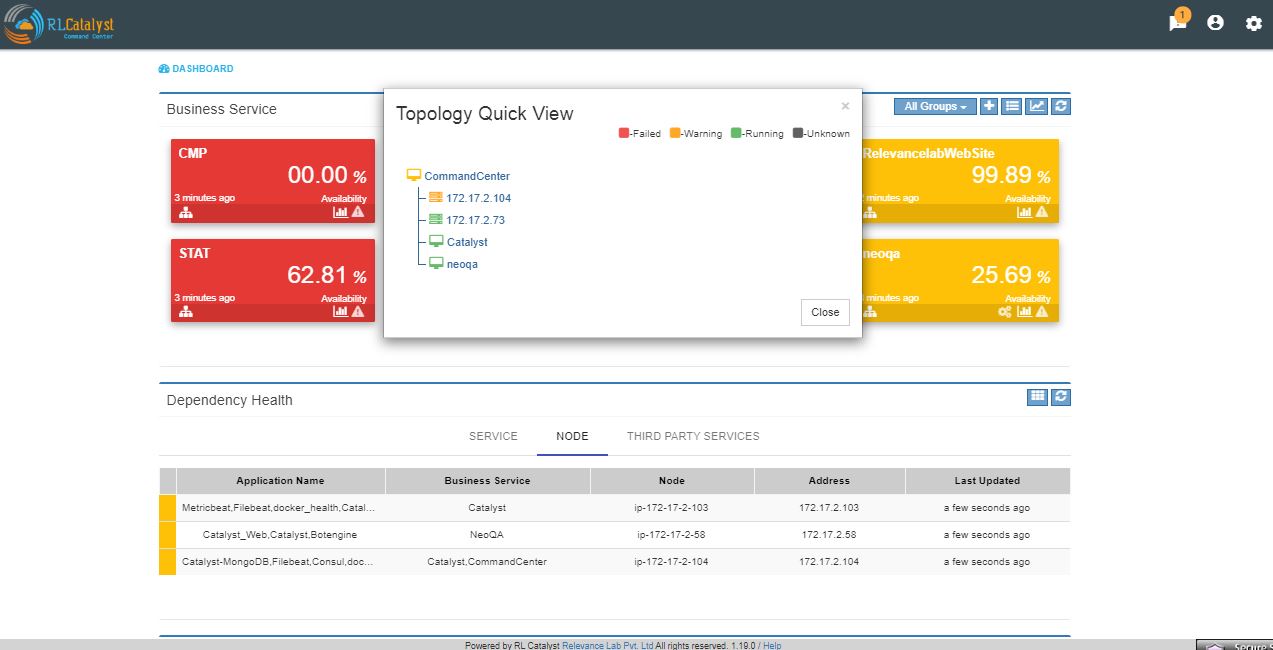 RLCatalyst
Command Center
1
DASHBOARD
Business Service
All Groups
CMP
00.00 %
3 minutes ago
Availability
STAT
62.81 %
3 minutes ago
Availability
Topology Quick View
×
-Failed -Warning -Running -Unknown
CommandCenter
172.17.2.104
172.17.2.73
Catalyst
neoqa
Close
RelevancelabWebSite
99.89 %
minutes ago
Availability
neoqa
25.69 %
minutes ago
Availability
Dependency Health
SERVICE NODE THIRD PARTY SERVICES
Application Name Business Service Node Address Last Updated
Metricbeat,Filebeat,docker_health,Catal... Catalyst ip-172-17-2-103 172.17.2.103 a few seconds ago
Catalyst_Web,Catalyst,Botengine NeoQA ip-172-17-2-58 172.17.2.58 a few seconds ago
Catalyst-MongoDB,Filebeat,Consul,doc... Catalyst,CommandCenter ip-172-17-2-104 172.17.2.104 a few seconds ago
Powered by RL Catalyst Relevance Lab Pvt. Ltd All rights reserved. 1.19.0 / Help
Secure